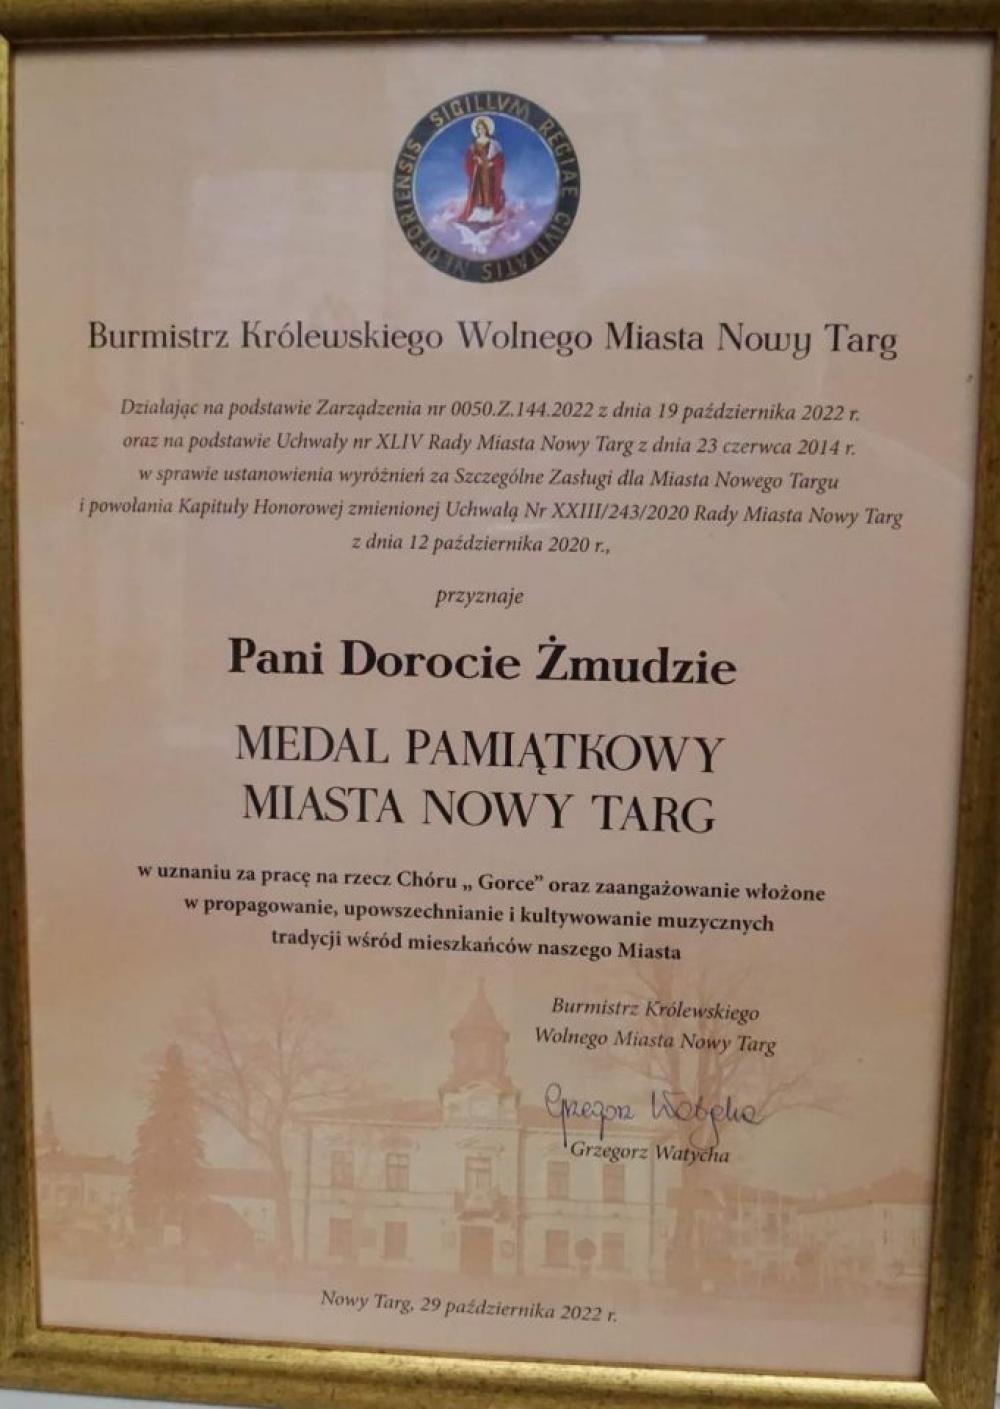 SIGILLVM REGIAE CIVITATIS NEOFORIENSIS
Burmistrz Królewskiego Wolnego Miasta Nowy Targ
Działając na podstawie Zarządzenia nr 0050.Z.144.2022 z dnia 19 października 2022 r.
oraz na podstawie Uchwały nr XLIV Rady Miasta Nowy Targ z dnia 23 czerwca 2014 r.
w sprawie ustanowienia wyróżnień za Szczególne Zasługi dla Miasta Nowego Targu
i powołania Kapituły Honorowej zmienionej Uchwałą Nr XXIII/243/2020 Rady Miasta Nowy Targ
z dnia 12 października 2020 r.,
przyznaje
Pani Dorocie Żmudzie
MEDAL PAMIĄTKOWY
MIASTA NOWY TARG
w uznaniu za pracę na rzecz Chóru „ Gorce” oraz zaangażowanie włożone
w propagowanie, upowszechnianie i kultywowanie muzycznych
tradycji wśród mieszkańców naszego Miasta
Burmistrz Królewskiego
Wolnego Miasta Nowy Targ
Grzegorz Watycha
Grzegorz Watycha
Nowy Targ, 29 października 2022 r.